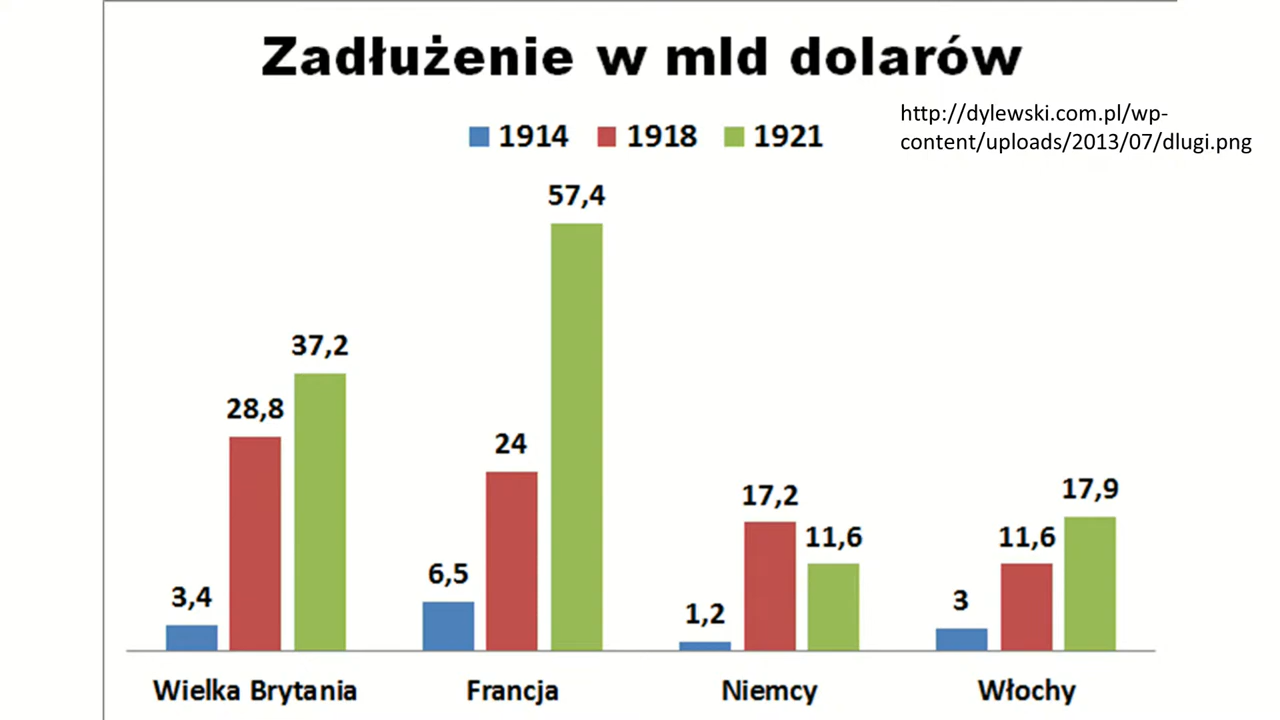 Zadłużenie w mld dolarów
http://dylewski.com.pl/wp-
content/uploads/2013/07/dlugi.png
1914 1918 1921
57,4
37,2
28,8
24
17,2
17,9
11,6
11,6
6,5
3,4
1,2
3
Wielka Brytania Francja Niemcy Włochy